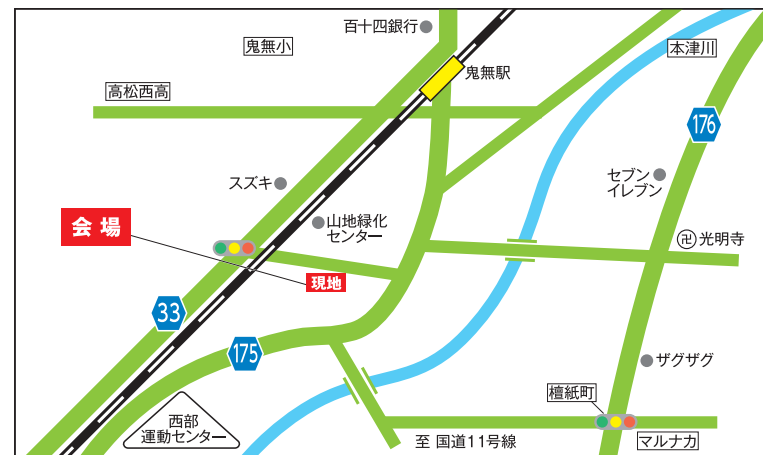 百十四銀行
鬼無小
本津川
鬼無駅
高松西高
176
スズキ
セブン
イレブン
会場
山地緑化
センター
卍光明寺
現地
33
175
ザグザグ
檀紙町
西部
運動センター
至 国道11号線
マルナカ